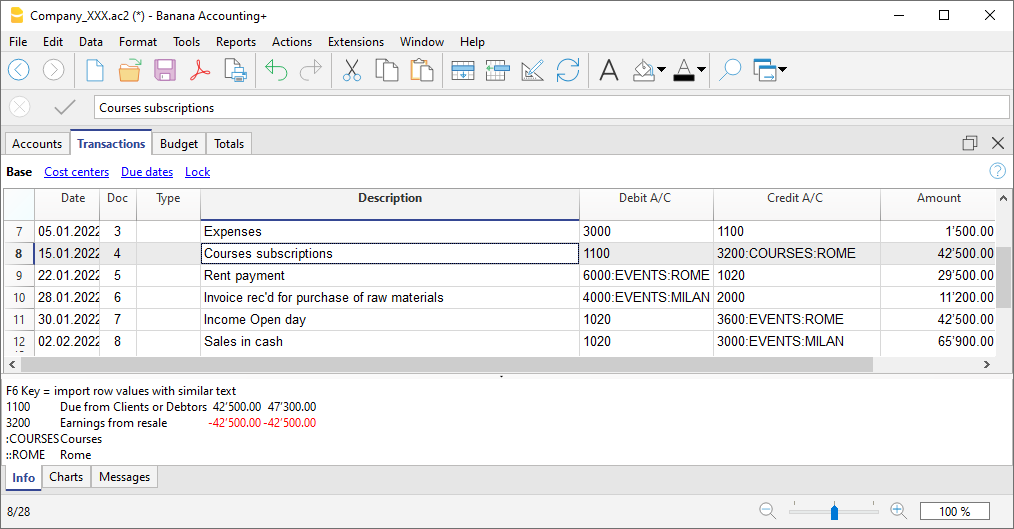 Company_XXX.ac2 (*) - Banana Accounting+
File Edit Data Format Tools Reports Actions Extensions Window Help
Courses subscriptions
Accounts Transactions Budget Totals
Base Cost centers Due dates Lock
Date Doc Type Description Debit A/C Credit A/C Amount
7 05.01.2022 3 Expenses 3000 1100 1'500.00
8 15.01.2022 4 Courses subscriptions 1100 3200:COURSES:ROME 42'500.00
9 22.01.2022 5 Rent payment 6000:EVENTS:ROME 1020 29'500.00
10 28.01.2022 6 Invoice rec'd for purchase of raw materials 4000:EVENTS:MILAN 2000 11'200.00
11 30.01.2022 7 Income Open day 1020 3600:EVENTS:ROME 42'500.00
12 02.02.2022 8 Sales in cash 1020 3000:EVENTS:MILAN 65'900.00
F6 Key = import row values with similar text
1100 Due from Clients or Debtors 42'500.00 47'300.00
3200 Earnings from resale -42'500.00 -42'500.00
:COURSES Courses
::ROME Rome
Info Charts Messages
8/28 100 %